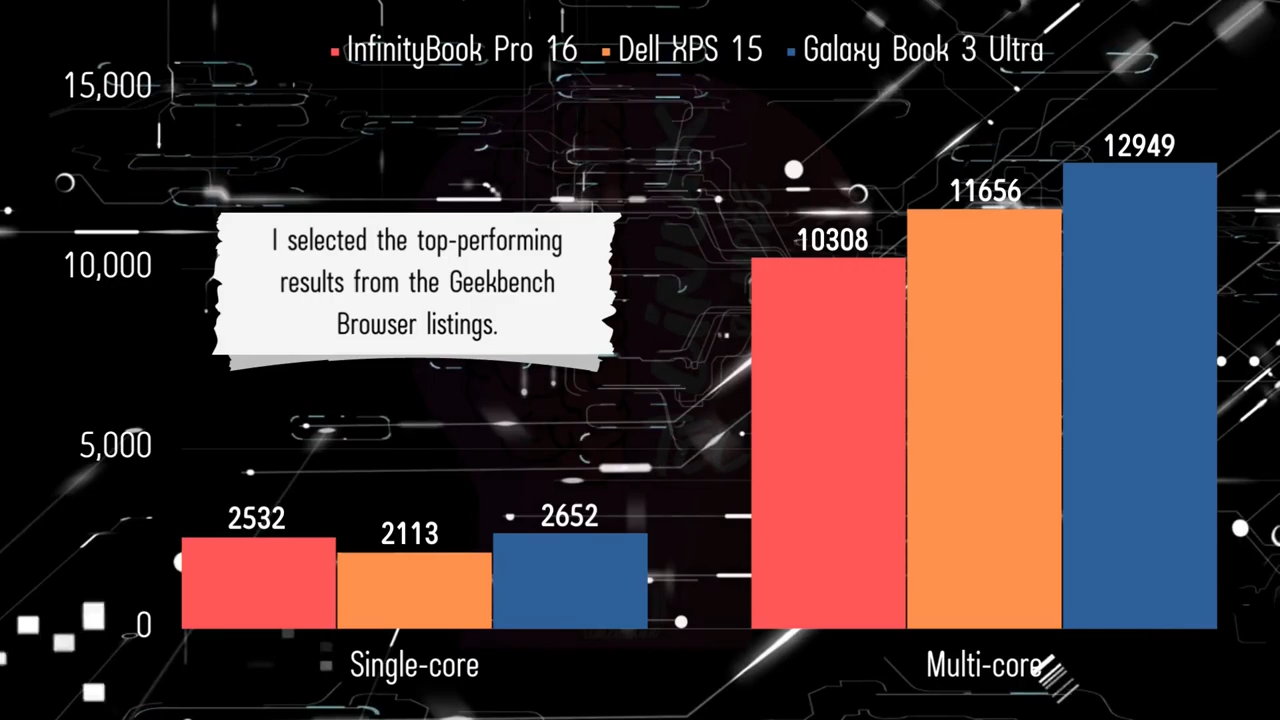 InfinityBook Pro 16 Dell XPS 15 Galaxy Book 3 Ultra
15,000
10,000
5,000
0
I selected the top-performing
results from the Geekbench
Browser listings.
2532 2113 2652
10308 11656 12949
Single-core Multi-core